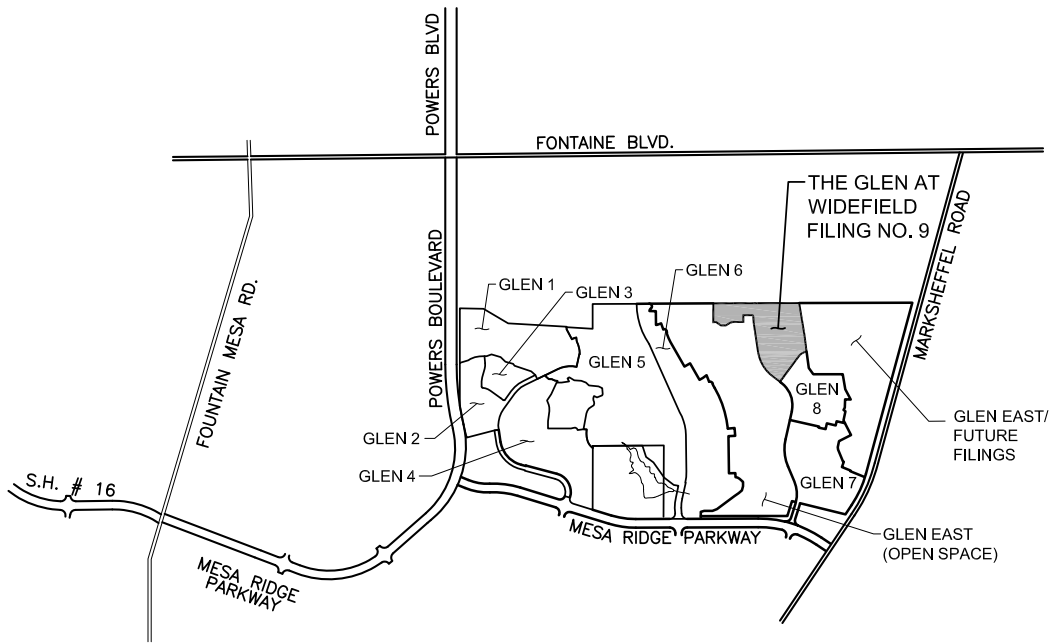 POWERS BLVD
FONTAINE BLVD.
THE GLEN AT
WIDEFIELD
FILING NO. 9
MARKSHEFFEL ROAD
FOUNTAIN MESA RD.
POWERS BOULEVARD
GLEN 1
GLEN 3
GLEN 6
GLEN 5
GLEN
8
GLEN 2
GLEN 4
GLEN EAST/
FUTURE
FILINGS
GLEN 7
S.H. # 16
MESA RIDGE PARKWAY
GLEN EAST
(OPEN SPACE)
MESA RIDGE
PARKWAY